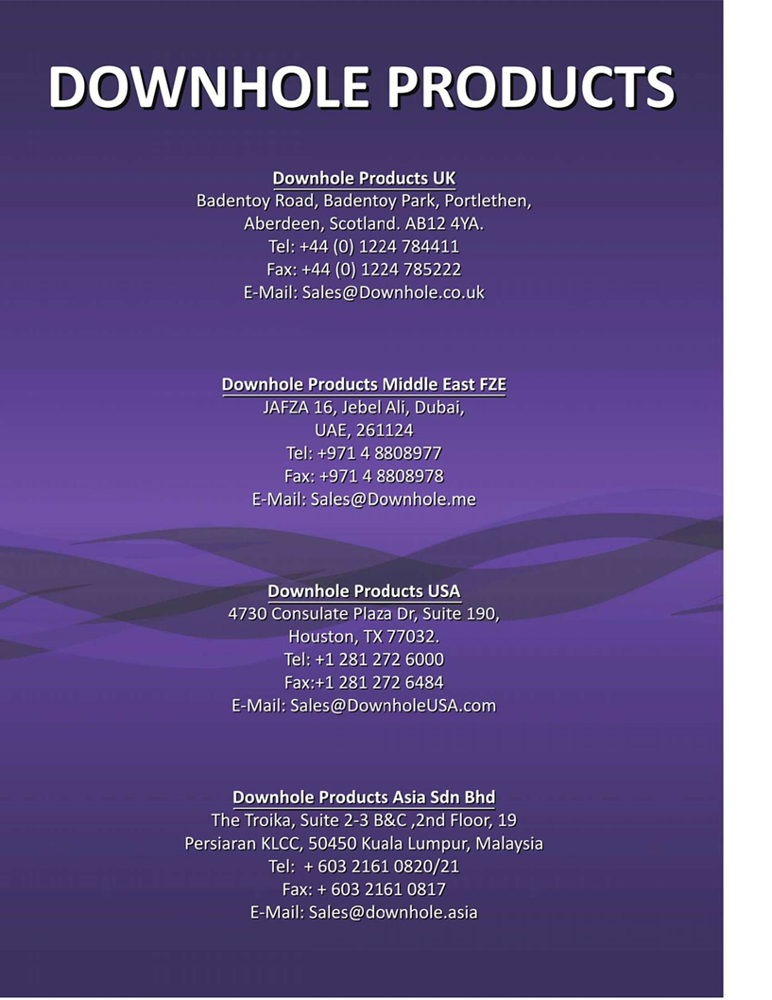 DOWNHOLE PRODUCTS
Downhole Products UK
Badentoy Road, Badentoy Park, Portlethen,
Aberdeen, Scotland. AB12 4YA.
Tel: +44 (0) 1224 784411
Fax: +44 (0) 1224 785222
E-Mail: Sales@Downhole.co.uk
Downhole Products Middle East FZE
JAFZA 16, Jebel Ali, Dubai,
UAE, 261124
Tel: +971 4 8808977
Fax: +971 4 8808978
E-Mail: Sales@Downhole.me
Downhole Products USA
4730 Consulate Plaza Dr, Suite 190,
Houston, TX 77032.
Tel: +1 281 272 6000
Fax:+1 281 272 6484
E-Mail: Sales@DownholeUSA.com
Downhole Products Asia Sdn Bhd
The Troika, Suite 2-3 B&C ,2nd Floor, 19
Persiaran KLCC, 50450 Kuala Lumpur, Malaysia
Tel:  + 603 2161 0820/21
Fax: + 603 2161 0817
E-Mail: Sales@downhole.asia